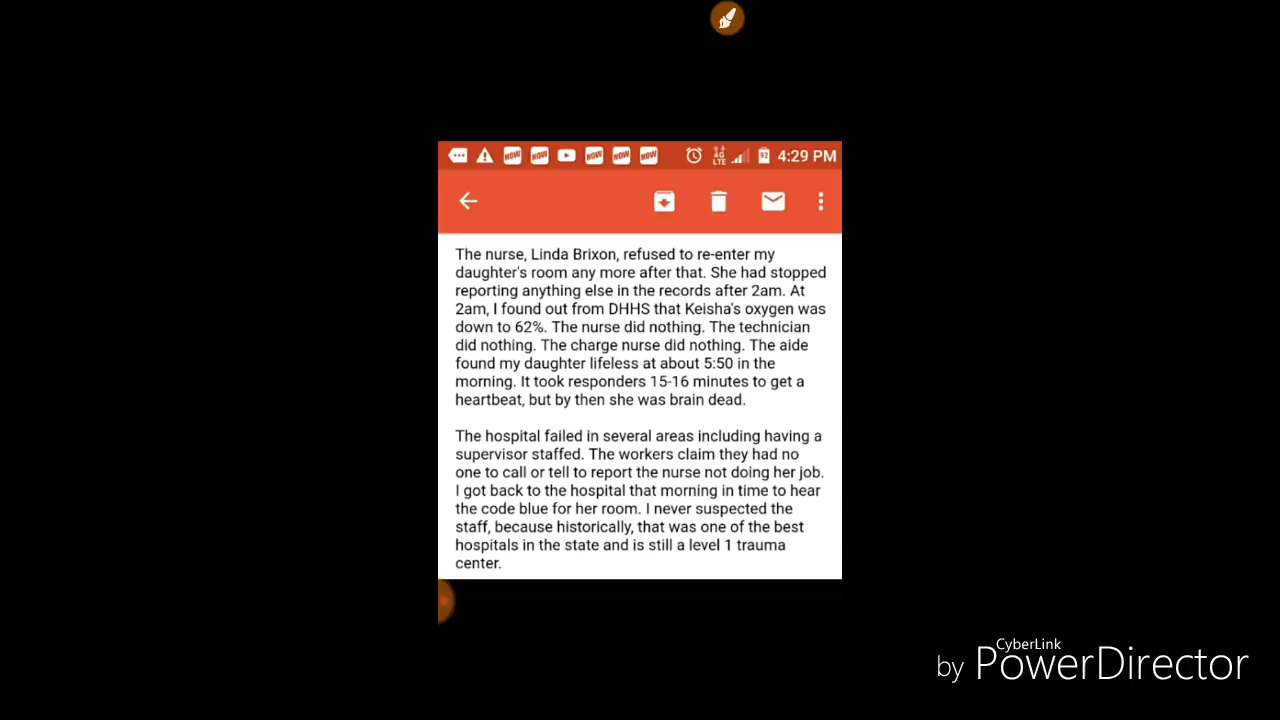 NOW NOW NOW NOW NOW 4G LTE 92 4:29 PM
The nurse, Linda Brixon, refused to re-enter my
daughter's room any more after that. She had stopped
reporting anything else in the records after 2am. At
2am, I found out from DHHS that Keisha's oxygen was
down to 62%. The nurse did nothing. The technician
did nothing. The charge nurse did nothing. The aide
found my daughter lifeless at about 5:50 in the
morning. It took responders 15-16 minutes to get a
heartbeat, but by then she was brain dead.
The hospital failed in several areas including having a
supervisor staffed. The workers claim they had no
one to call or tell to report the nurse not doing her job.
I got back to the hospital that morning in time to hear
the code blue for her room. I never suspected the
staff, because historically, that was one of the best
hospitals in the state and is still a level 1 trauma
center.
CyberLink
by PowerDirector